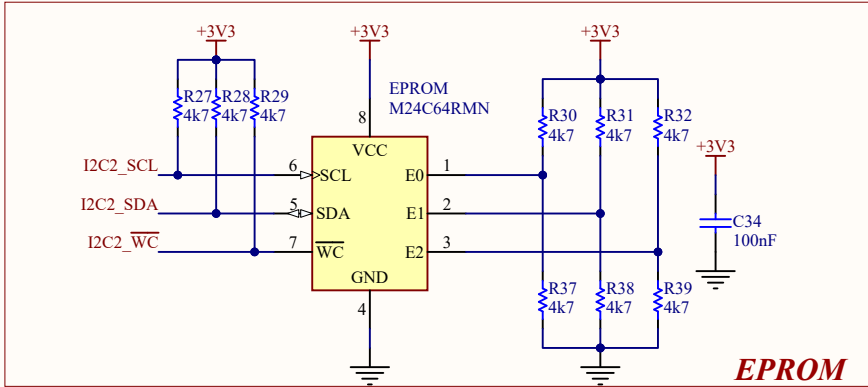 +3V3
+3V3
+3V3
EPROM
M24C64RMN
R27
4k7
R28
4k7
R29
4k7
R30
4k7
R31
4k7
R32
4k7
8
VCC
+3V3
I2C2_SCL
6
SCL
E0
1
I2C2_SDA
5
SDA
E1
2
C34
100nF
I2C2_WC
7
WC
E2
3
GND
4
R37
4k7
R38
4k7
R39
4k7
EPROM